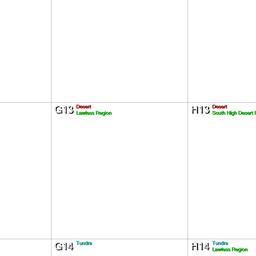 G13 Desert
Lawless Region
H13 Desert
South High Desert
G14 Tundra
H14 Tundra
Lawless Region